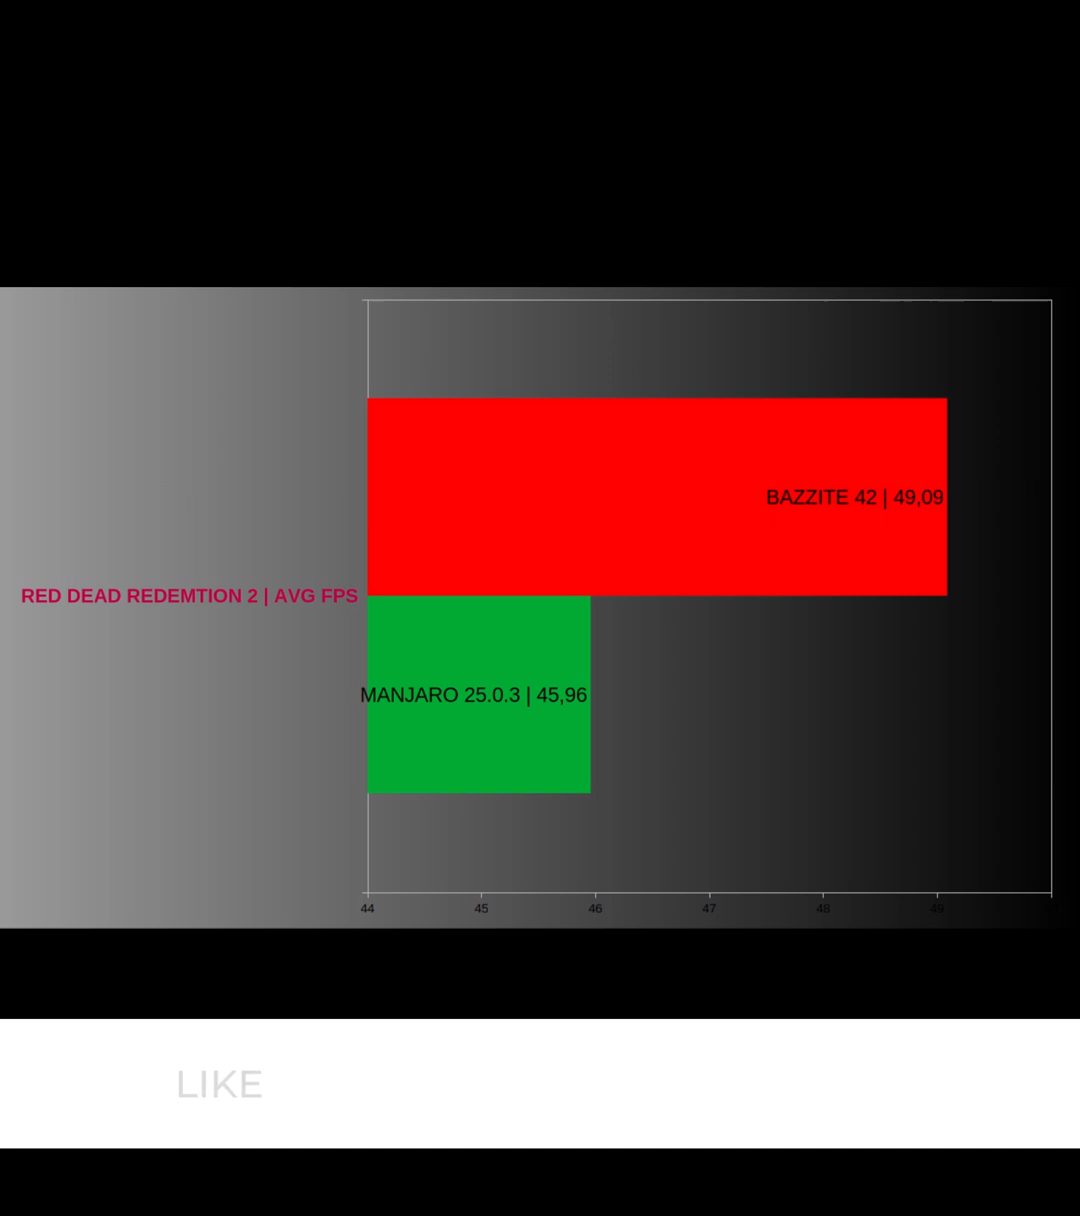 BAZZITE 42 | 49,09
RED DEAD REDEMTION 2 | AVG FPS
MANJARO 25.0.3 | 45,96
44 45 46 47 48 49
LIKE